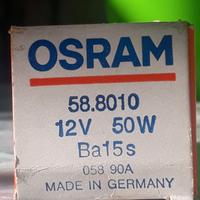 OSRAM
58.8010
12V 50W
Ba15s
058 90A
MADE IN GERMANY